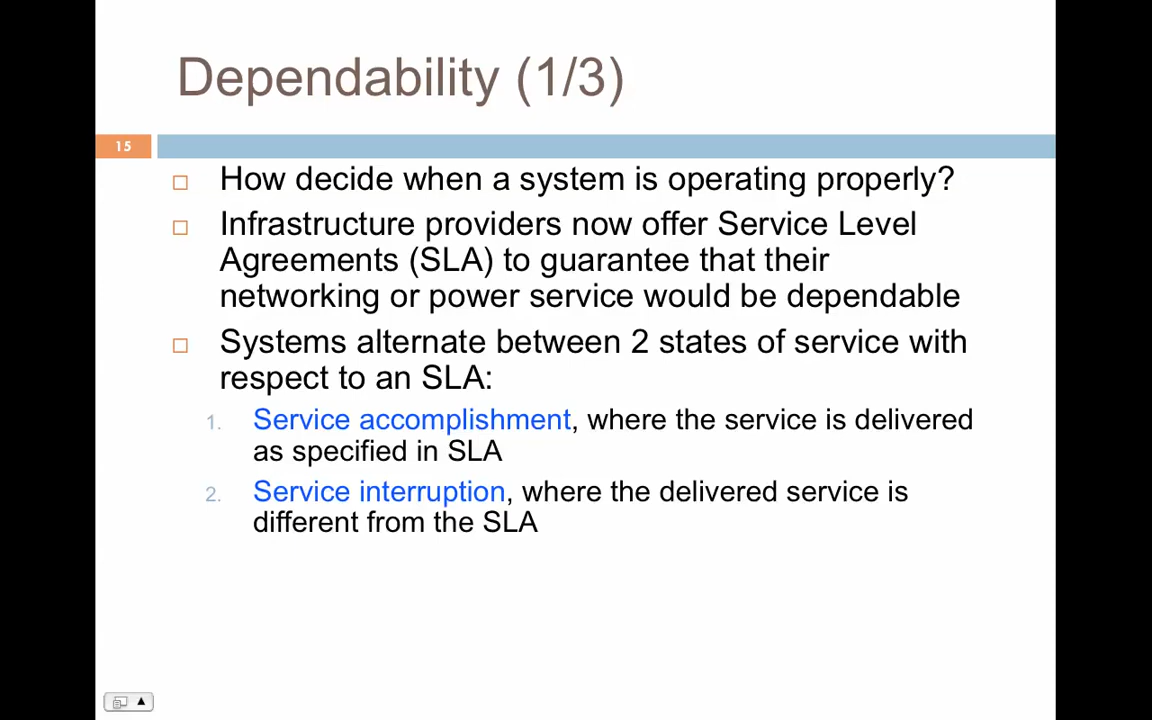 Dependability (1/3)
15
How decide when a system is operating properly?
Infrastructure providers now offer Service Level
Agreements (SLA) to guarantee that their
networking or power service would be dependable
Systems alternate between 2 states of service with
respect to an SLA:
1. Service accomplishment, where the service is delivered
as specified in SLA
2. Service interruption, where the delivered service is
different from the SLA